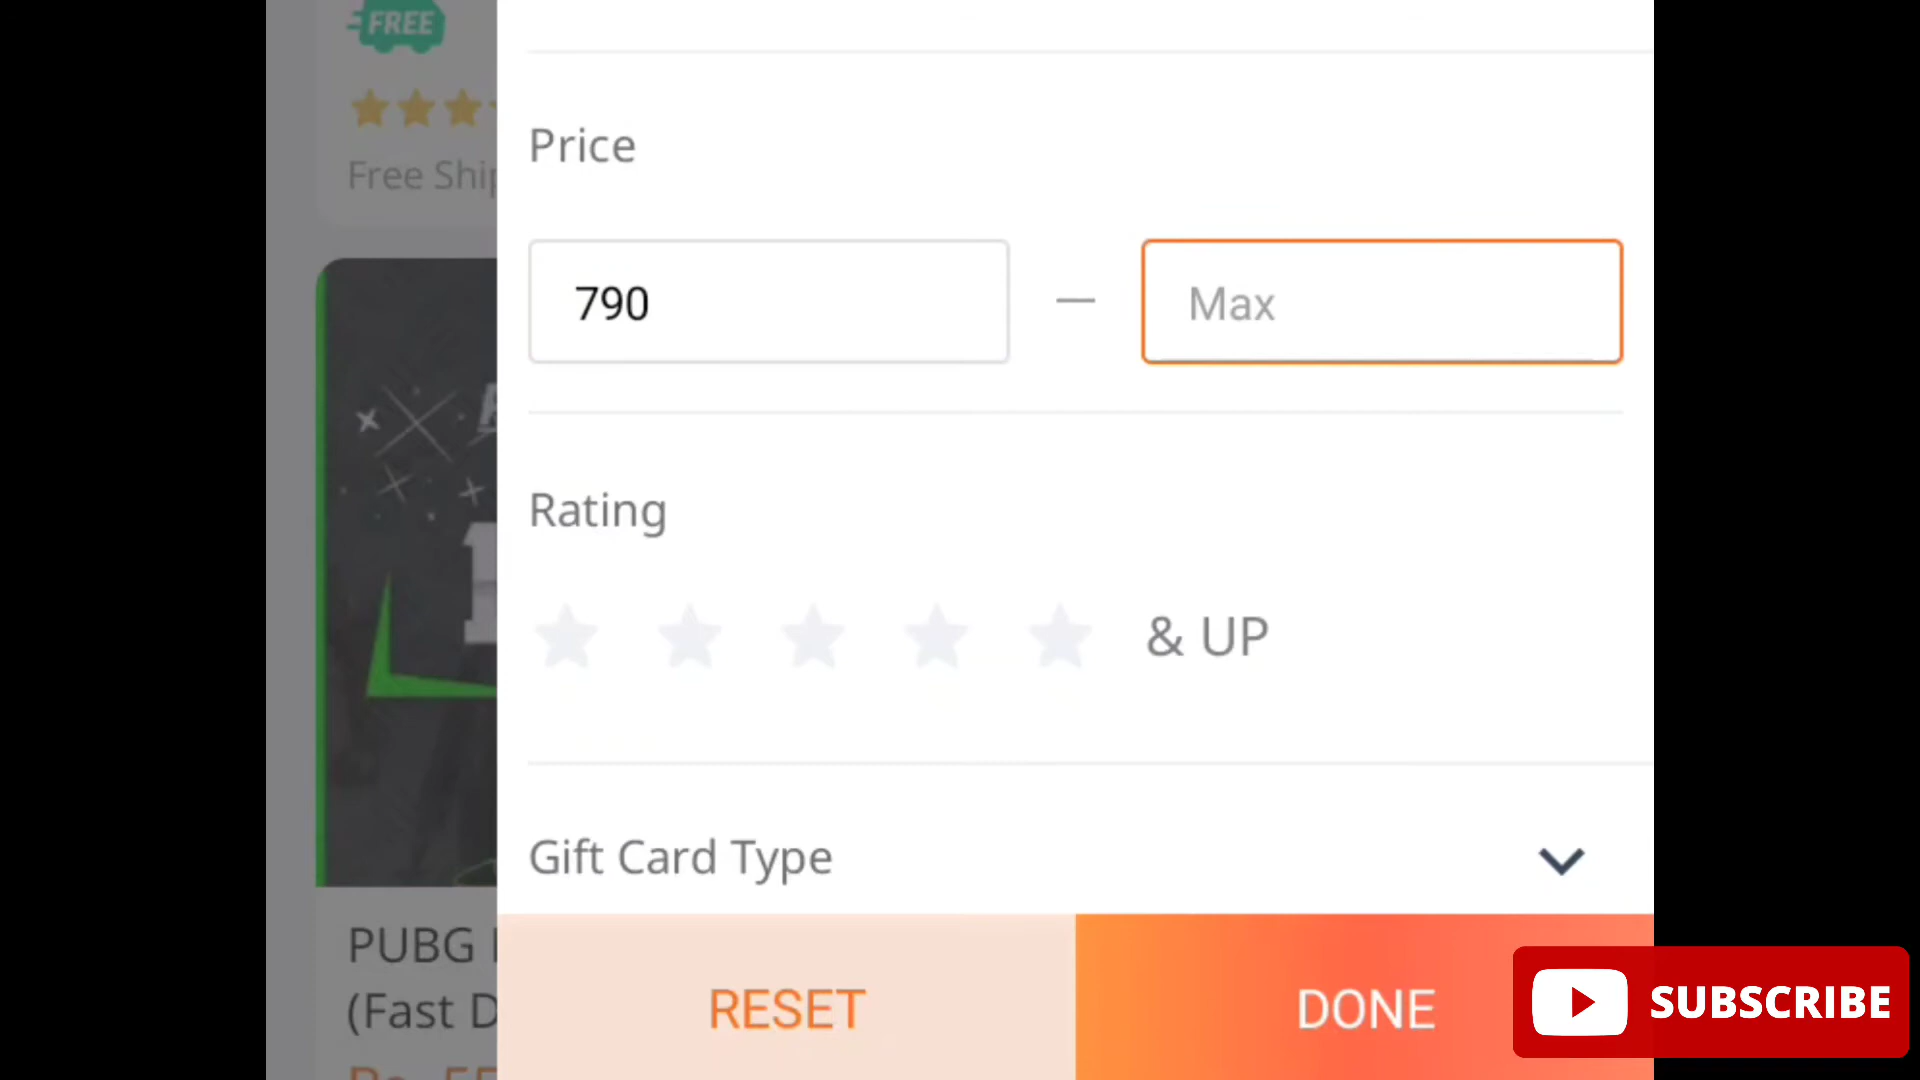 FREE
Free Ship
Price
790 — Max
Rating
& UP
Gift Card Type
PUBG
(Fast D
RESET
DONE
SUBSCRIBE